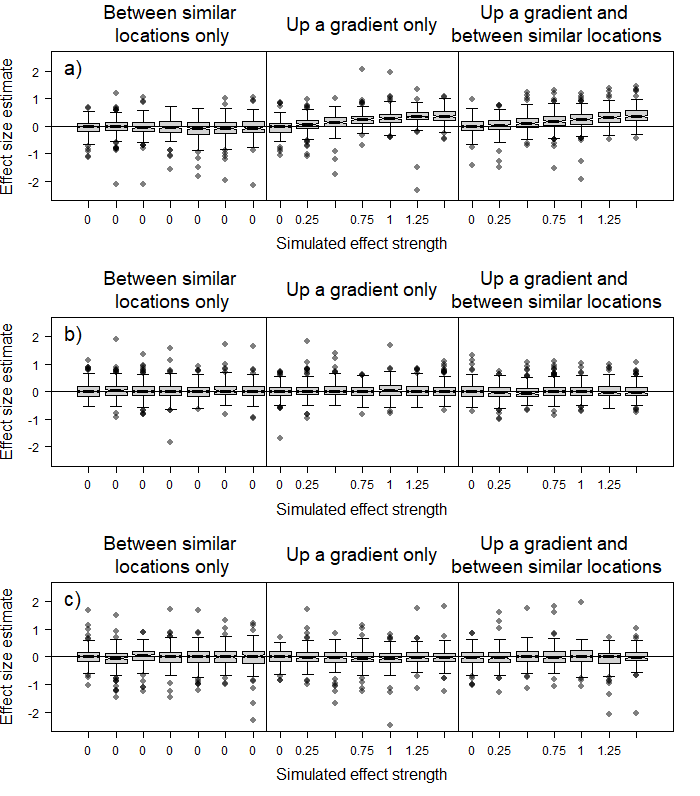 Between similar
locations only
Up a gradient only
Up a gradient and
between similar locations
a)
Effect size estimate
2
1
0
-1
-2
0 0 0 0 0 0 0 0 0.25 0.75 1 1.25 0 0.25 0.75 1 1.25
Simulated effect strength
Between similar
locations only
Up a gradient only
Up a gradient and
between similar locations
b)
Effect size estimate
2
1
0
-1
-2
0 0 0 0 0 0 0 0 0.25 0.75 1 1.25 0 0.25 0.75 1 1.25
Simulated effect strength
Between similar
locations only
Up a gradient only
Up a gradient and
between similar locations
c)
Effect size estimate
2
1
0
-1
-2
0 0 0 0 0 0 0 0 0.25 0.75 1 1.25 0 0.25 0.75 1 1.25
Simulated effect strength